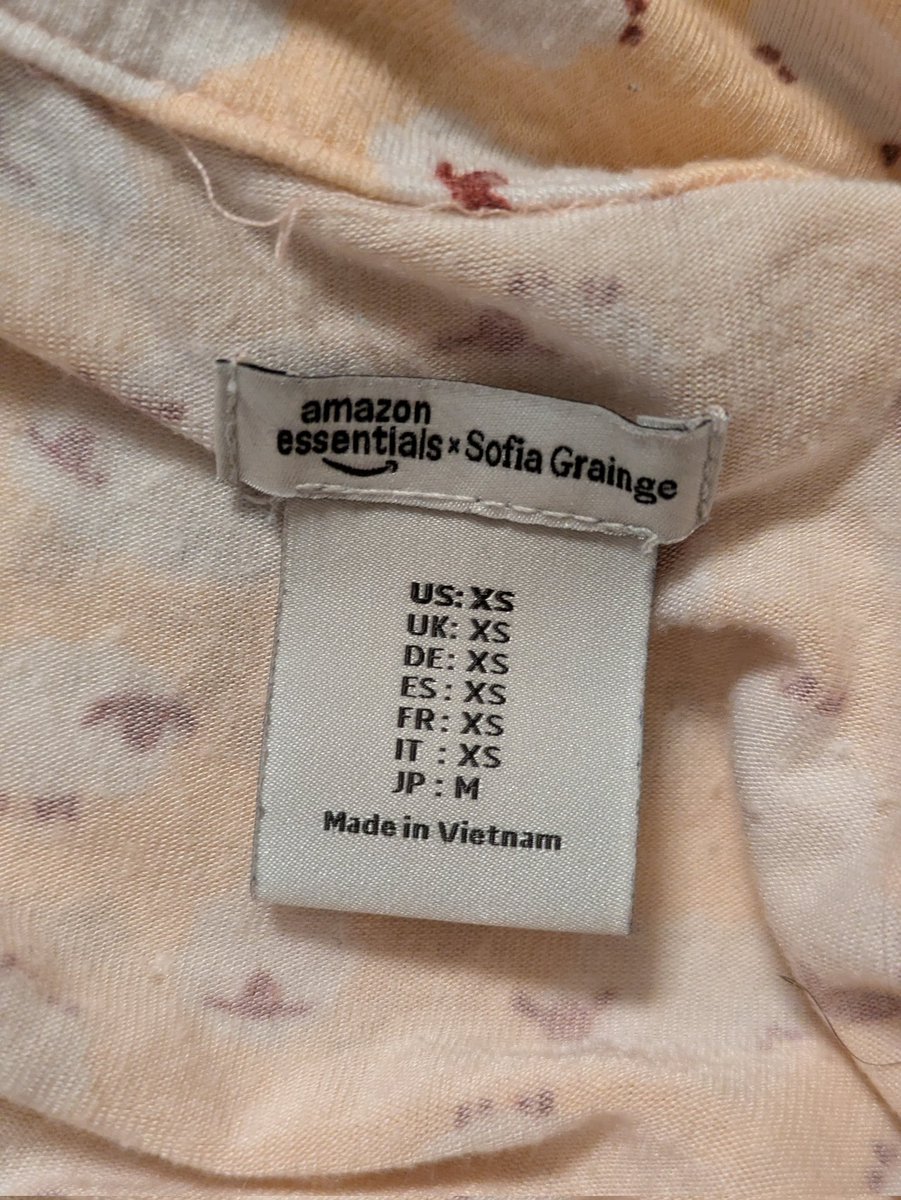 amazon
essentials × Sofia Grainge
US: XS
UK: XS
DE: XS
ES : XS
FR : XS
IT : XS
JP : M
Made in Vietnam